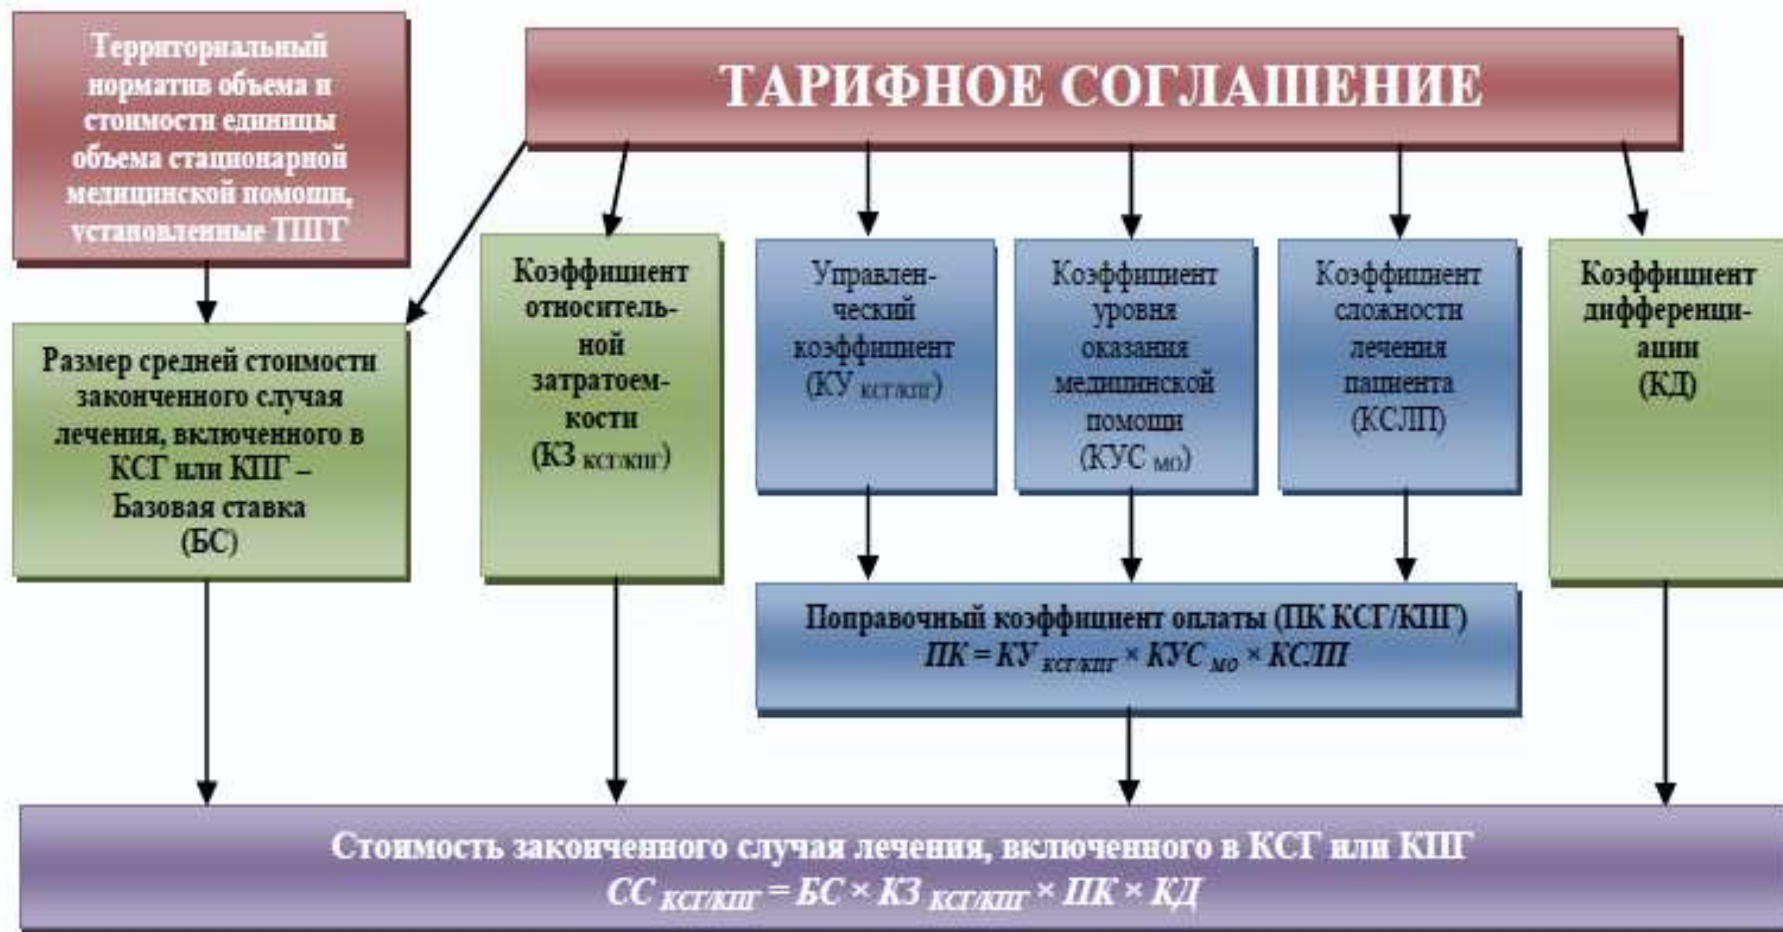 Территориальный
норматив объема и
стоимости единицы
объема стационарной
медицинской помощи,
установленные ТПГГ
ТАРИФНОЕ СОГЛАШЕНИЕ
Размер средней стоимости
законченного случая
лечения, включенного в
КСГ или КПГ –
Базовая ставка
(БС)
Коэффициент
относитель-
ной
затратоем-
кости
(КЗ КСГ/КПГ)
Управлен-
ческий
коэффициент
(КУ КСГ/КПГ)
Коэффициент
уровня
оказания
медицинской
помощи
(КУС МО)
Коэффициент
сложности
лечения
пациента
(КСЛП)
Коэффициент
дифференци-
ации
(КД)
Поправочный коэффициент оплаты (ПК КСГ/КПГ)
ПК = КУ КСГ/КПГ × КУС МО × КСЛП
Стоимость законченного случая лечения, включенного в КСГ или КПГ
СС КСГ/КПГ = БС × КЗ КСГ/КПГ × ПК × КД